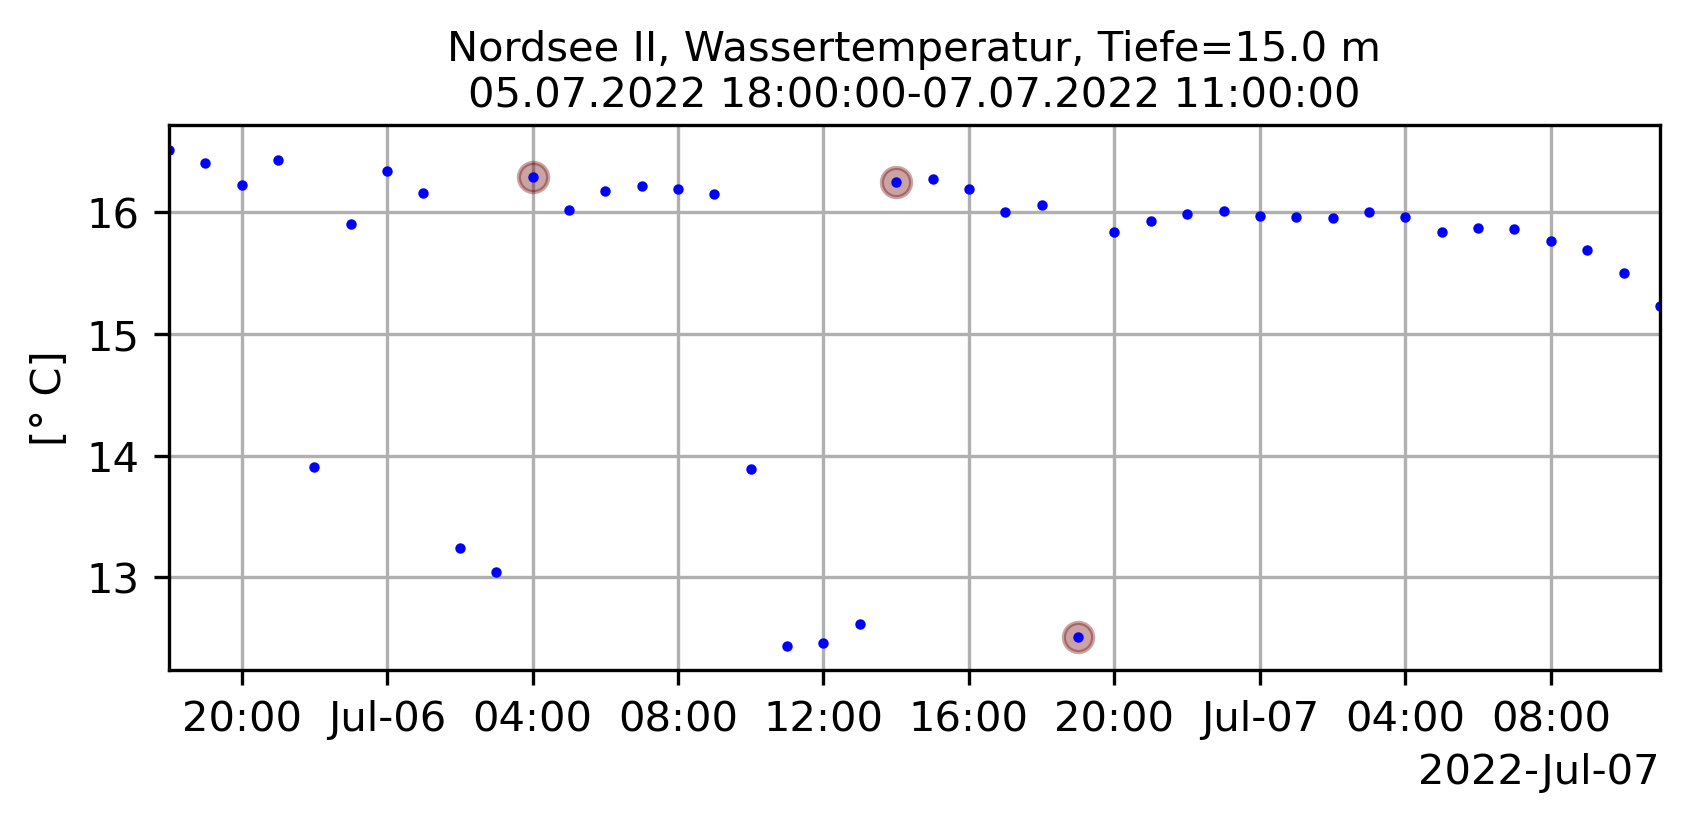 Nordsee II, Wassertemperatur, Tiefe=15.0 m
05.07.2022 18:00:00-07.07.2022 11:00:00
[° C]
16
15
14
13
20:00 Jul-06 04:00 08:00 12:00 16:00 20:00 Jul-07 04:00 08:00
2022-Jul-07